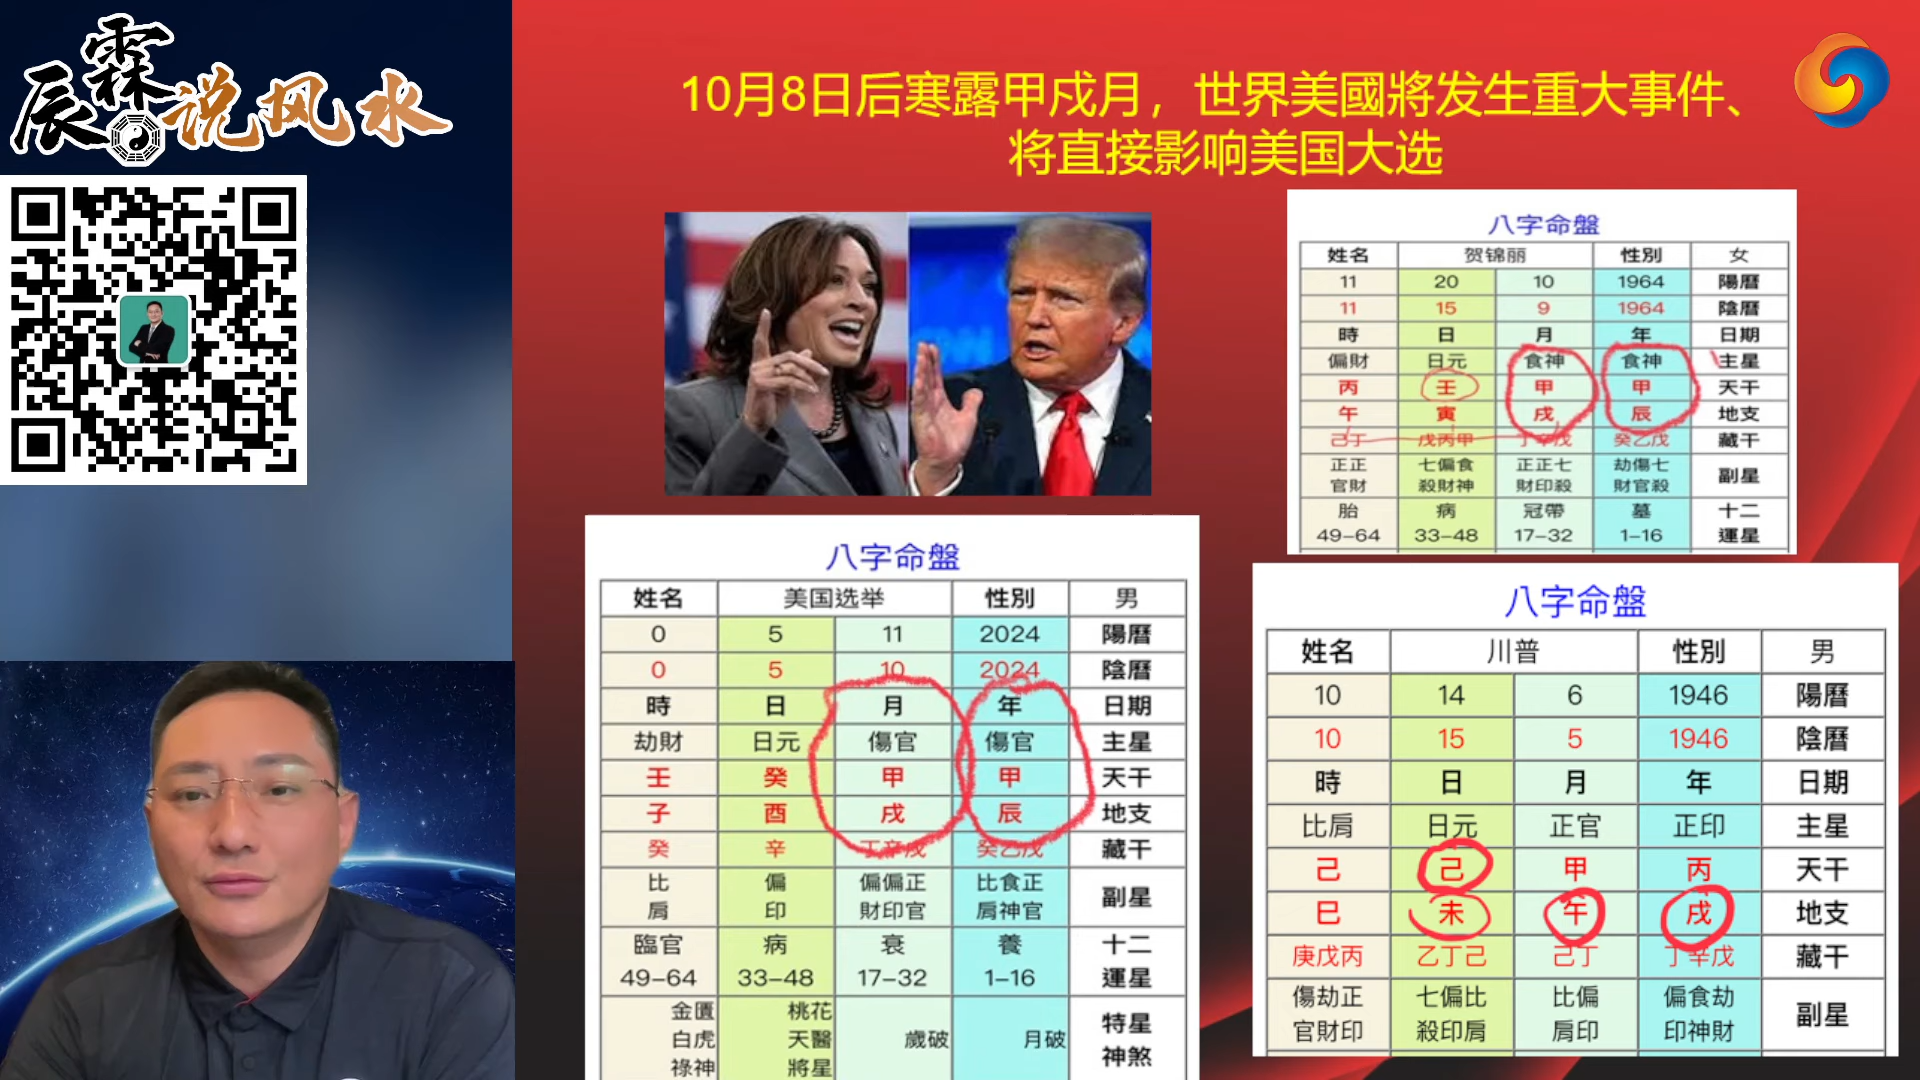 辰霖说风水
10月8日后寒露甲戍月，世界美國將发生重大事件、
将直接影响美国大选
八字命盤
姓名 贺锦丽 性別 女
11 20 10 1964 陽曆
11 15 9 1964 陰曆
時 日 月 年 日期
偏財 日元 食神 食神 主星
丙 壬 甲 甲 天干
午 寅 戌 辰 地支
己丁 戊丙甲 丁辛戊 癸乙戊 藏干
正正 七偏食 正正七 劫傷七 副星
官財 殺財神 財印殺 財官殺
胎 病 冠帶 墓 十二
49-64 33-48 17-32 1-16 運星
八字命盤
姓名 美国选举 性別 男
0 5 11 2024 陽曆
0 5 10 2024 陰曆
時 日 月 年 日期
劫財 日元 傷官 傷官 主星
壬 癸 甲 甲 天干
子 酉 戌 辰 地支
癸 辛 丁辛戊 癸乙戊 藏干
比 偏 偏偏正 比食正 副星
肩 印 財印官 肩神官
臨官 病 衰 養 十二
49-64 33-48 17-32 1-16 運星
金匱 桃花
白虎 天醫 歲破 月破 特星
祿神 將星 神煞
八字命盤
姓名 川普 性別 男
10 14 6 1946 陽曆
10 15 5 1946 陰曆
時 日 月 年 日期
比肩 日元 正官 正印 主星
己 己 甲 丙 天干
巳 未 午 戌 地支
庚戊丙 乙丁己 己丁 丁辛戊 藏干
傷劫正 七偏比 比偏 偏食劫 副星
官財印 殺印肩 肩印 印神財